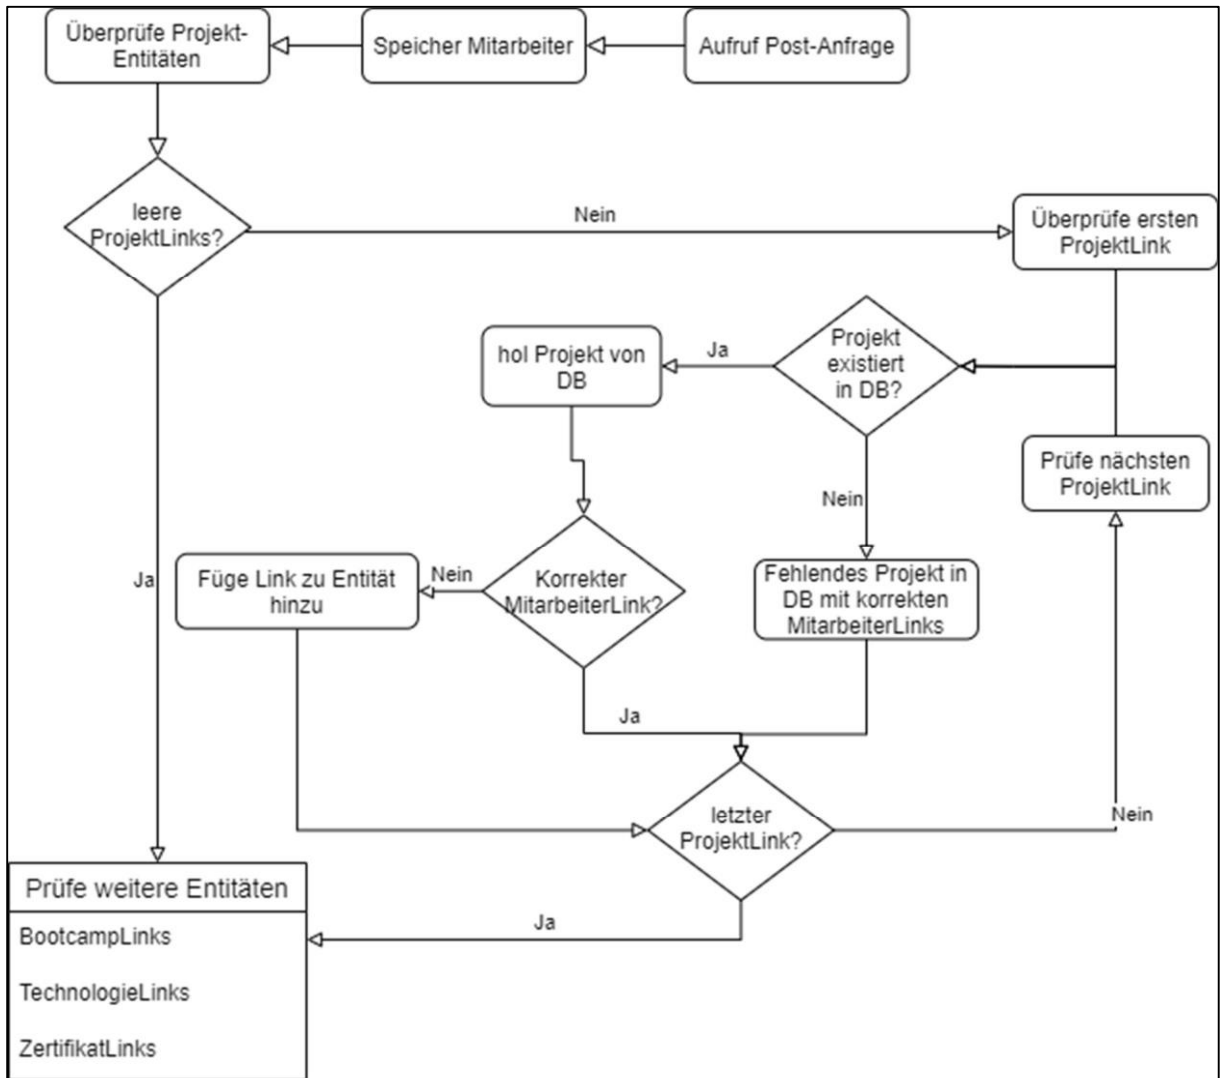 Überprüfe Projekt-
Entitäten
Speicher Mitarbeiter
Aufruf Post-Anfrage
leere
ProjektLinks?
Nein
Überprüfe ersten
ProjektLink
Projekt
existiert
in DB?
Ja
hol Projekt von
DB
Prüfe nächsten
ProjektLink
Nein
Ja
Füge Link zu Entität
hinzu
Nein
Korrekter
MitarbeiterLink?
Fehlendes Projekt in
DB mit korrekten
MitarbeiterLinks
Ja
letzter
ProjektLink?
Nein
Ja
Prüfe weitere Entitäten
BootcampLinks
TechnologieLinks
ZertifikatLinks